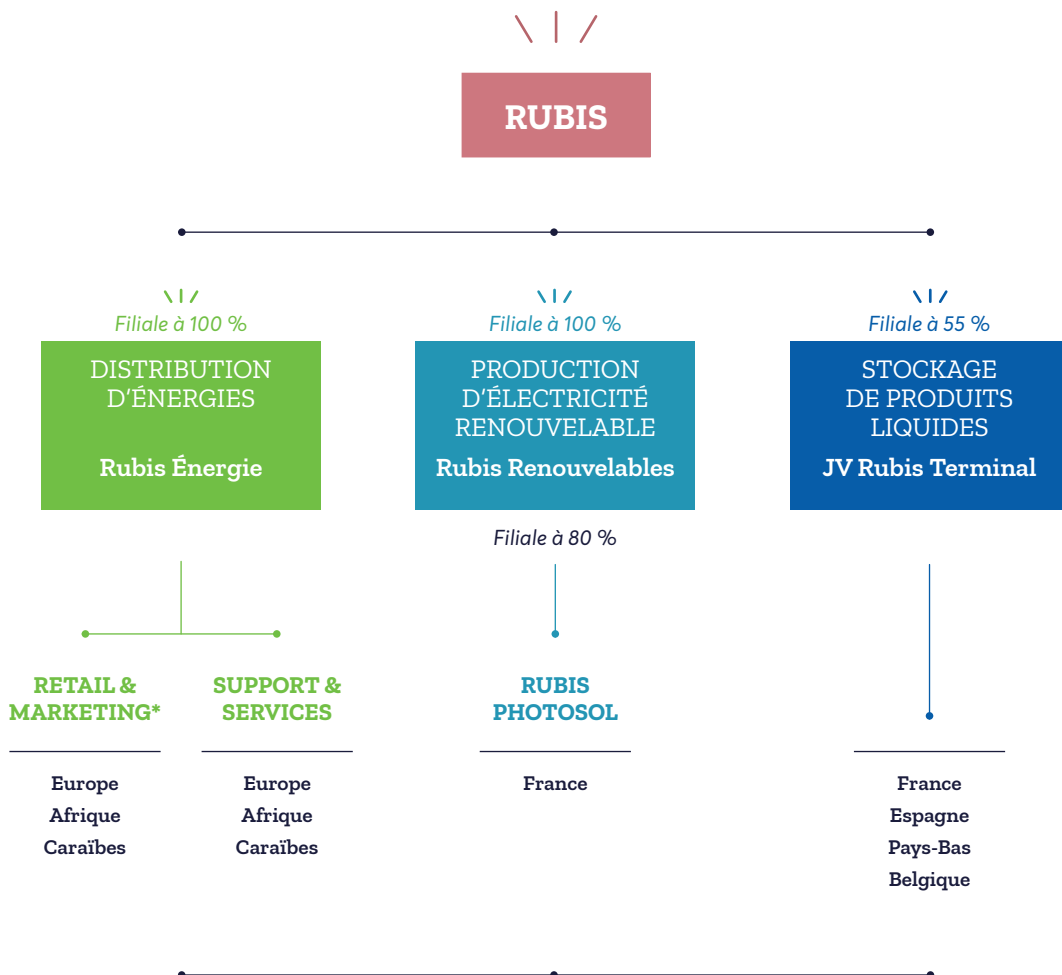 RUBIS
Filiale à 100 %
DISTRIBUTION
D’ÉNERGIES
Rubis Énergie
Filiale à 100 %
PRODUCTION
D’ÉLECTRICITÉ
RENOUVELABLE
Rubis Renouvelables
Filiale à 80 %
Filiale à 55 %
STOCKAGE
DE PRODUITS
LIQUIDES
JV Rubis Terminal
RETAIL &
MARKETING*
Europe
Afrique
Caraïbes
SUPPORT &
SERVICES
Europe
Afrique
Caraïbes
RUBIS
PHOTOSOL
France
France
Espagne
Pays-Bas
Belgique